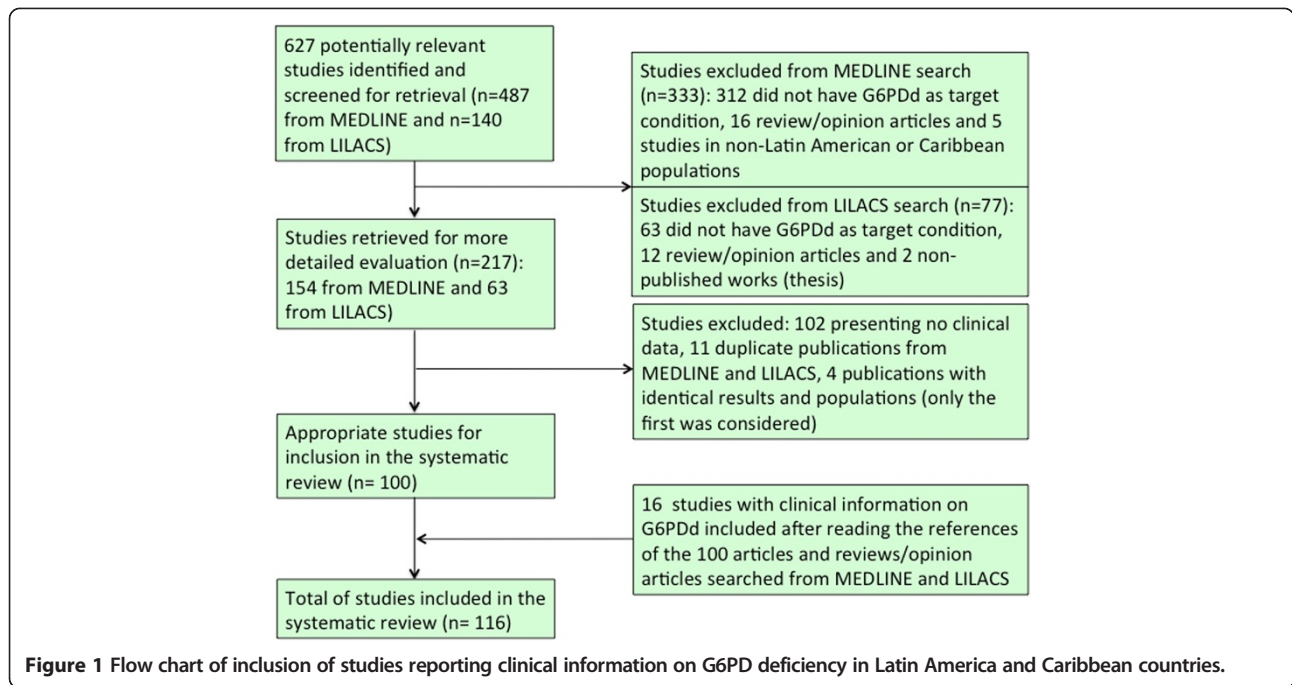 627 potentially relevant
studies identified and
screened for retrieval (n=487
from MEDLINE and n=140
from LILACS)
Studies excluded from MEDLINE search
(n=333): 312 did not have G6PDd as target
condition, 16 review/opinion articles and 5
studies in non-Latin American or Caribbean
populations
Studies excluded from LILACS search (n=77):
63 did not have G6PDd as target condition,
12 review/opinion articles and 2 non-
published works (thesis)
Studies retrieved for more
detailed evaluation (n=217):
154 from MEDLINE and 63
from LILACS)
Studies excluded: 102 presenting no clinical
data, 11 duplicate publications from
MEDLINE and LILACS, 4 publications with
identical results and populations (only the
first was considered)
Appropriate studies for
inclusion in the systematic
review (n= 100)
16 studies with clinical information on
G6PDd included after reading the references
of the 100 articles and reviews/opinion
articles searched from MEDLINE and LILACS
Total of studies included in the
systematic review (n= 116)
Figure 1 Flow chart of inclusion of studies reporting clinical information on G6PD deficiency in Latin America and Caribbean countries.